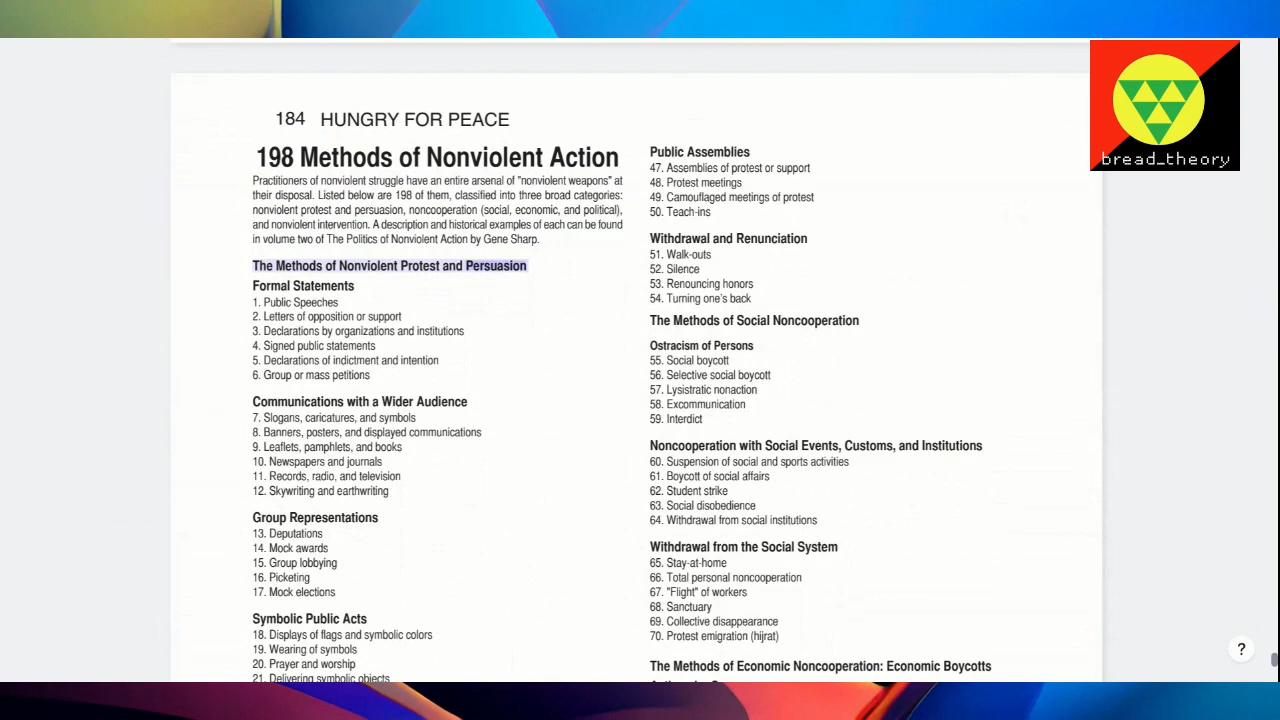 184 HUNGRY FOR PEACE
198 Methods of Nonviolent Action
Practitioners of nonviolent struggle have an entire arsenal of "nonviolent weapons" at
their disposal. Listed below are 198 of them, classified into three broad categories:
nonviolent protest and persuasion, noncooperation (social, economic, and political),
and nonviolent intervention. A description and historical examples of each can be found
in volume two of The Politics of Nonviolent Action by Gene Sharp.
The Methods of Nonviolent Protest and Persuasion
Formal Statements
1. Public Speeches
2. Letters of opposition or support
3. Declarations by organizations and institutions
4. Signed public statements
5. Declarations of indictment and intention
6. Group or mass petitions
Communications with a Wider Audience
7. Slogans, caricatures, and symbols
8. Banners, posters, and displayed communications
9. Leaflets, pamphlets, and books
10. Newspapers and journals
11. Records, radio, and television
12. Skywriting and earthwriting
Group Representations
13. Deputations
14. Mock awards
15. Group lobbying
16. Picketing
17. Mock elections
Symbolic Public Acts
18. Displays of flags and symbolic colors
19. Wearing of symbols
20. Prayer and worship
21. Delivering symbolic objects
Public Assemblies
47. Assemblies of protest or support
48. Protest meetings
49. Camouflaged meetings of protest
50. Teach-ins
Withdrawal and Renunciation
51. Walk-outs
52. Silence
53. Renouncing honors
54. Turning one's back
The Methods of Social Noncooperation
Ostracism of Persons
55. Social boycott
56. Selective social boycott
57. Lysistratic nonaction
58. Excommunication
59. Interdict
Noncooperation with Social Events, Customs, and Institutions
60. Suspension of social and sports activities
61. Boycott of social affairs
62. Student strike
63. Social disobedience
64. Withdrawal from social institutions
Withdrawal from the Social System
65. Stay-at-home
66. Total personal noncooperation
67. "Flight" of workers
68. Sanctuary
69. Collective disappearance
70. Protest emigration (hijrat)
The Methods of Economic Noncooperation: Economic Boycotts
bread_theory
?